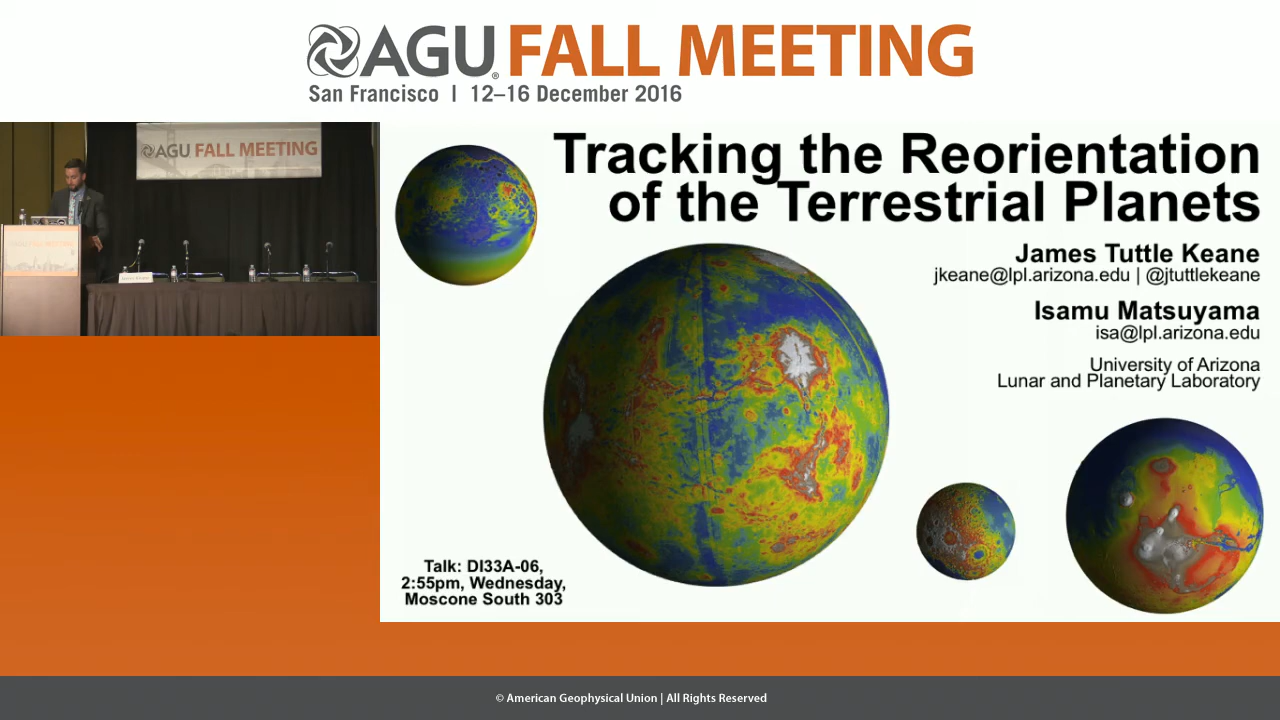 AGU® FALL MEETING
San Francisco | 12–16 December 2016
AGU FALL MEETING
FALL MEETING
Tracking the Reorientation
of the Terrestrial Planets
James Tuttle Keane
jkeane@lpl.arizona.edu | @jtuttlekeane
Isamu Matsuyama
isa@lpl.arizona.edu
University of Arizona
Lunar and Planetary Laboratory
Talk: DI33A-06,
2:55pm, Wednesday,
Moscone South 303
© American Geophysical Union | All Rights Reserved